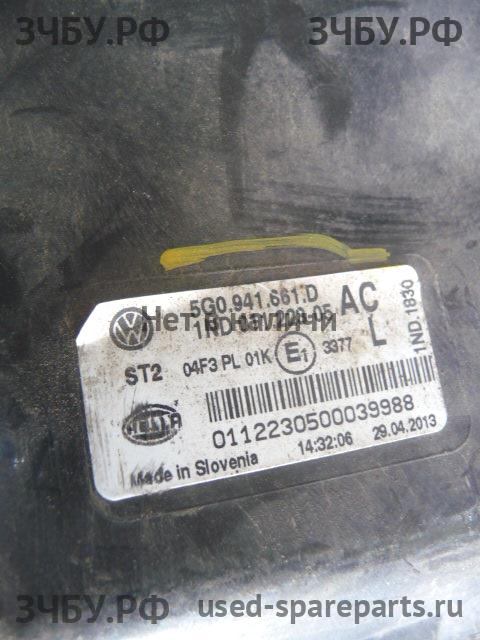 ЗЧБУ.РФ ЗЧБУ.РФ
5G0.941.661.D AC
Нет в наличии
L
1ND 1830
ST2 04F3 PL 01K E1 3377
HELLA
0112230500039988
Made in Slovenia 14:32:06 29.04.2013
ЗЧБУ.РФ used-spareparts.ru